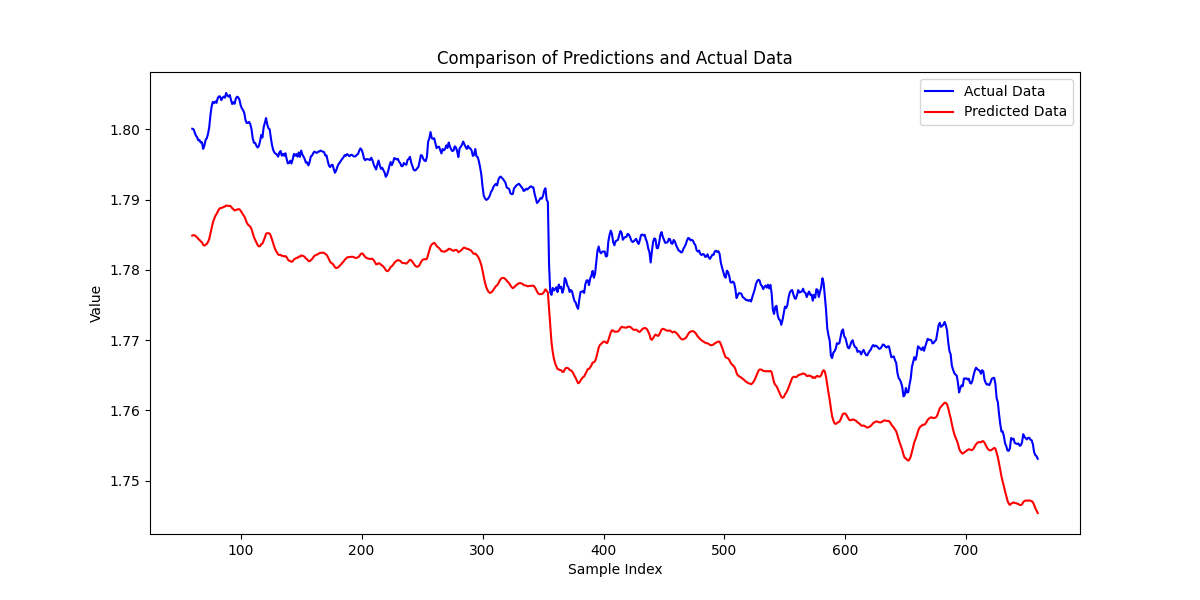 Comparison of Predictions and Actual Data
Actual Data
Predicted Data
1.80
1.79
1.78
1.77
1.76
1.75
Value
100 200 300 400 500 600 700
Sample Index